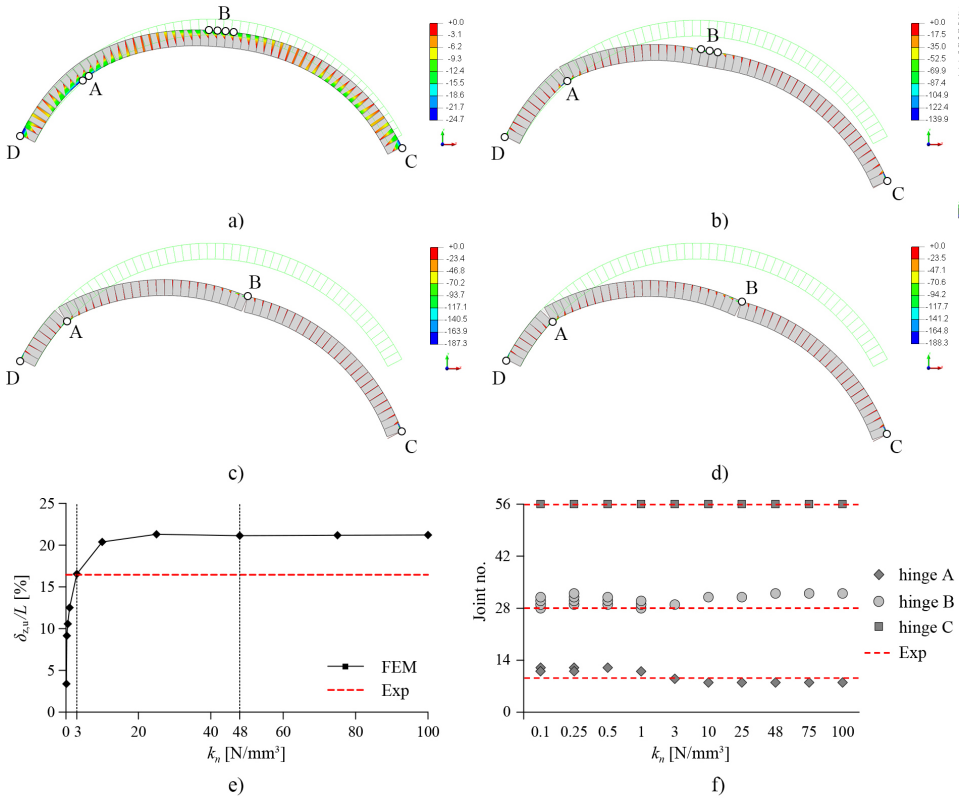 B
A
D
C
+0.0
-3.1
-6.2
-9.3
-12.4
-15.5
-18.6
-21.7
-24.7
a)
B
A
D
C
+0.0
-17.5
-35.0
-52.5
-69.9
-87.4
-104.9
-122.4
-139.9
b)
B
A
D
C
+0.0
-23.4
-46.8
-70.2
-93.7
-117.1
-140.5
-163.9
-187.3
c)
B
A
D
C
+0.0
-23.5
-47.1
-70.6
-94.2
-117.7
-141.2
-164.8
-188.3
d)
δz,u/L [%]
25
20
15
10
5
0
0 3 20 40 48 60 80 100
kn [N/mm³]
FEM
Exp
e)
Joint no.
56
42
28
14
0
0.1 0.25 0.5 1 3 10 25 48 75 100
kn [N/mm³]
hinge A
hinge B
hinge C
Exp
f)